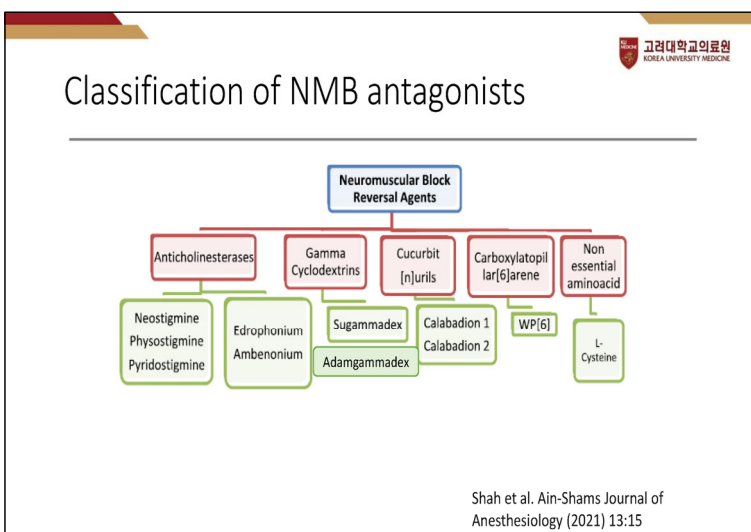 KU
MEDICINE
고려대학교의료원
KOREA UNIVERSITY MEDICINE
Classification of NMB antagonists
Neuromuscular Block
Reversal Agents
Anticholinesterases
Gamma
Cyclodextrins
Cucurbit
[n]urils
Carboxylatopil
lar[6]arene
Non
essential
aminoacid
Neostigmine
Physostigmine
Pyridostigmine
Edrophonium
Ambenonium
Sugammadex
Adamgammadex
Calabadion 1
Calabadion 2
WP[6]
L-
Cysteine
Shah et al. Ain-Shams Journal of
Anesthesiology (2021) 13:15